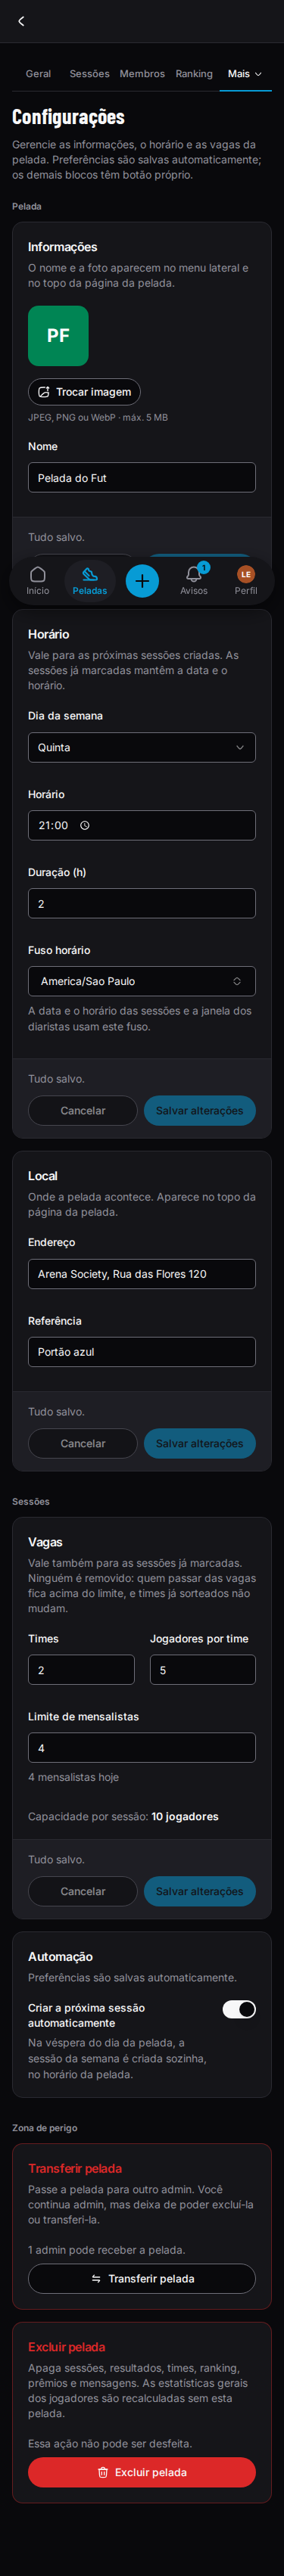 Geral Sessões Membros Ranking Mais
Configurações
Gerencie as informações, o horário e as vagas da
pelada. Preferências são salvas automaticamente;
os demais blocos têm botão próprio.
Pelada
Informações
O nome e a foto aparecem no menu lateral e
no topo da página da pelada.
PF
Trocar imagem
JPEG, PNG ou WebP · máx. 5 MB
Nome
Pelada do Fut
Tudo salvo.
1
LE
Início Peladas Avisos Perfil
Horário
Vale para as próximas sessões criadas. As
sessões já marcadas mantêm a data e o
horário.
Dia da semana
Quinta
Horário
21:00
Duração (h)
2
Fuso horário
America/Sao Paulo
A data e o horário das sessões e a janela dos
diaristas usam este fuso.
Tudo salvo.
Cancelar Salvar alterações
Local
Onde a pelada acontece. Aparece no topo da
página da pelada.
Endereço
Arena Society, Rua das Flores 120
Referência
Portão azul
Tudo salvo.
Cancelar Salvar alterações
Sessões
Vagas
Vale também para as sessões já marcadas.
Ninguém é removido: quem passar das vagas
fica acima do limite, e times já sorteados não
mudam.
Times Jogadores por time
2 5
Limite de mensalistas
4
4 mensalistas hoje
Capacidade por sessão: 10 jogadores
Tudo salvo.
Cancelar Salvar alterações
Automação
Preferências são salvas automaticamente.
Criar a próxima sessão
automaticamente
Na véspera do dia da pelada, a
sessão da semana é criada sozinha,
no horário da pelada.
Zona de perigo
Transferir pelada
Passe a pelada para outro admin. Você
continua admin, mas deixa de poder excluí-la
ou transferi-la.
1 admin pode receber a pelada.
Transferir pelada
Excluir pelada
Apaga sessões, resultados, times, ranking,
prêmios e mensagens. As estatísticas gerais
dos jogadores são recalculadas sem esta
pelada.
Essa ação não pode ser desfeita.
Excluir pelada